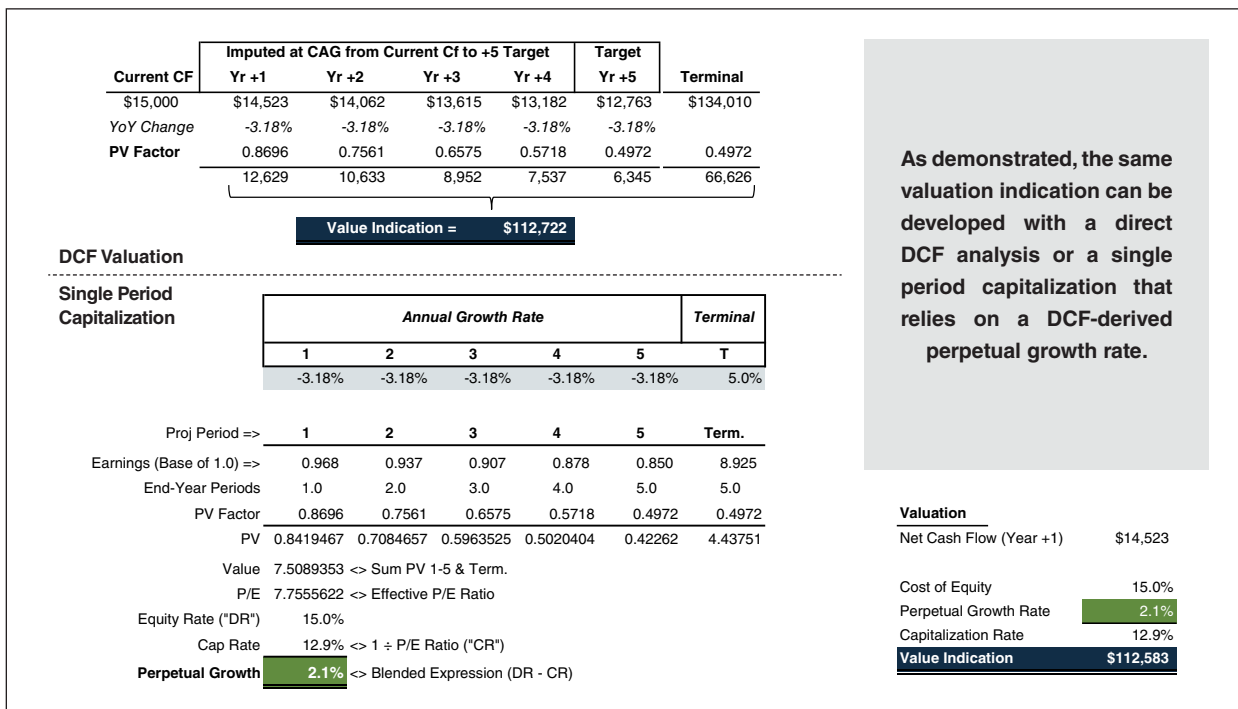 Imputed at CAG from Current Cf to +5 Target Target
Current CF Yr +1 Yr +2 Yr +3 Yr +4 Yr +5 Terminal
$15,000 $14,523 $14,062 $13,615 $13,182 $12,763 $134,010
YoY Change -3.18% -3.18% -3.18% -3.18% -3.18%
PV Factor 0.8696 0.7561 0.6575 0.5718 0.4972 0.4972
12,629 10,633 8,952 7,537 6,345 66,626
Value Indication = $112,722
DCF Valuation
Single Period
Capitalization
Annual Growth Rate Terminal
1 2 3 4 5 T
-3.18% -3.18% -3.18% -3.18% -3.18% 5.0%
Proj Period => 1 2 3 4 5 Term.
Earnings (Base of 1.0) => 0.968 0.937 0.907 0.878 0.850 8.925
End-Year Periods 1.0 2.0 3.0 4.0 5.0 5.0
PV Factor 0.8696 0.7561 0.6575 0.5718 0.4972 0.4972
PV 0.8419467 0.7084657 0.5963525 0.5020404 0.42262 4.43751
Value 7.5089353 <> Sum PV 1-5 & Term.
P/E 7.7555622 <> Effective P/E Ratio
Equity Rate ("DR") 15.0%
Cap Rate 12.9% <> 1 ÷ P/E Ratio ("CR")
Perpetual Growth 2.1% <> Blended Expression (DR - CR)
As demonstrated, the same
valuation indication can be
developed with a direct
DCF analysis or a single
period capitalization that
relies on a DCF-derived
perpetual growth rate.
Valuation
Net Cash Flow (Year +1) $14,523
Cost of Equity 15.0%
Perpetual Growth Rate 2.1%
Capitalization Rate 12.9%
Value Indication $112,583